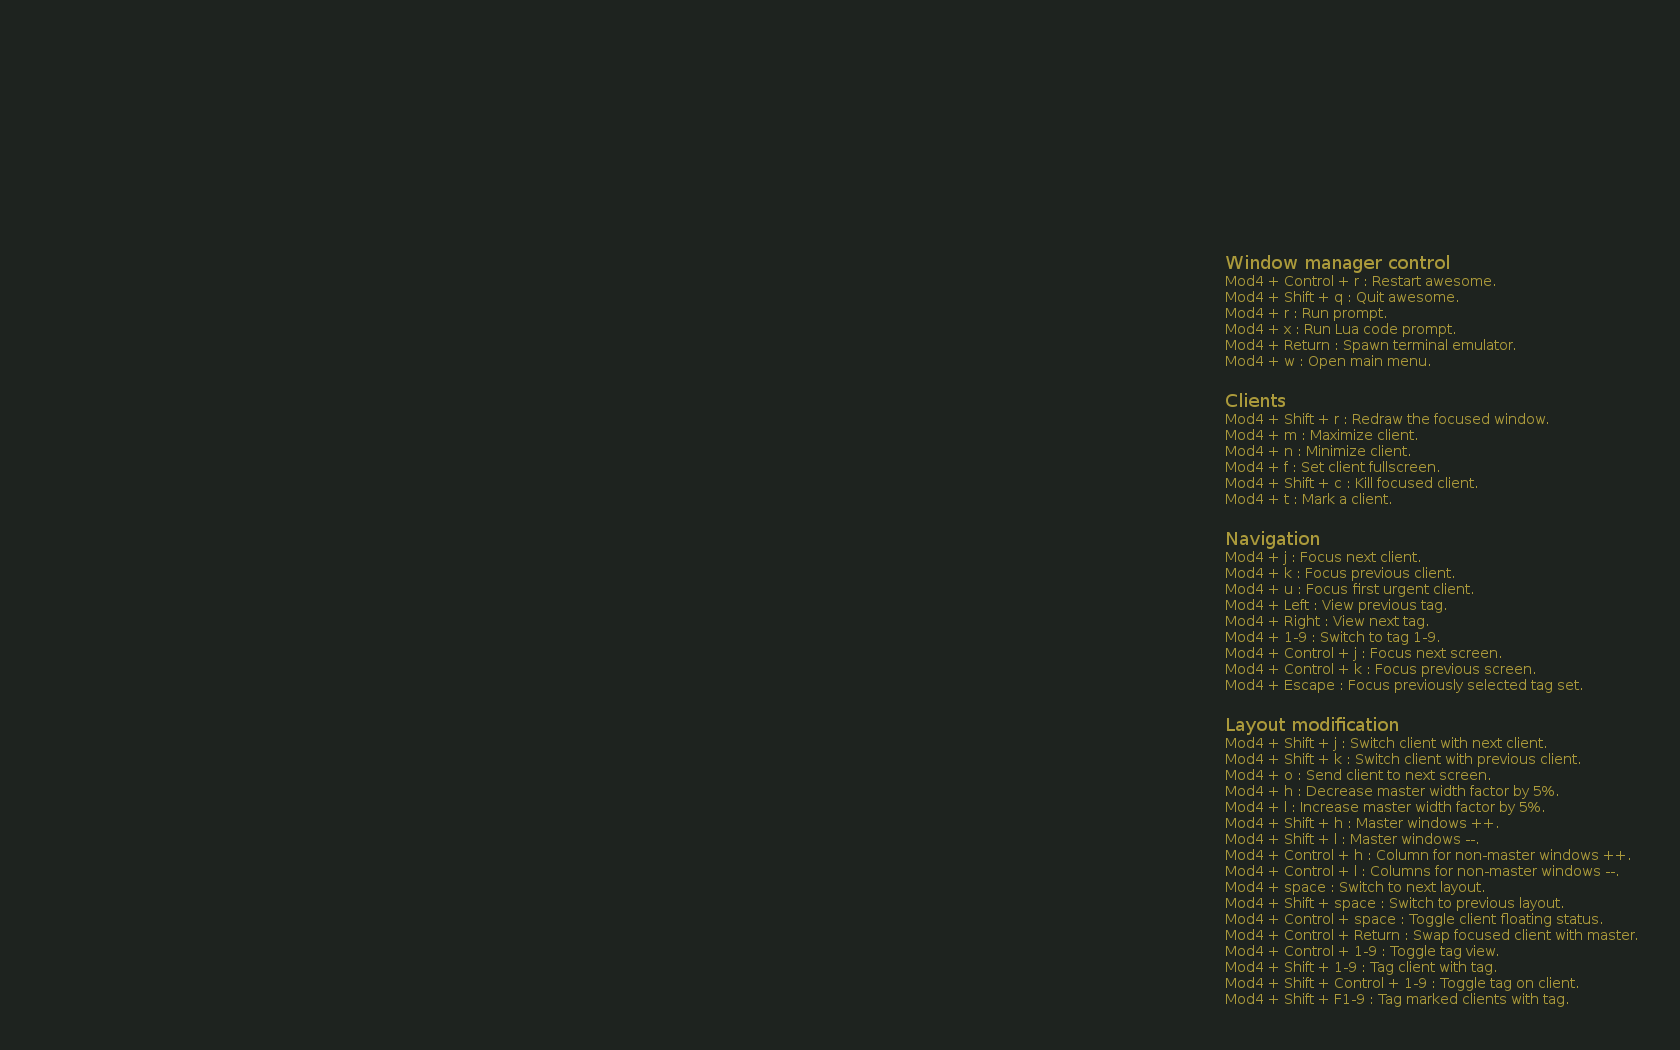 Window manager control
Mod4 + Control + r : Restart awesome.
Mod4 + Shift + q : Quit awesome.
Mod4 + r : Run prompt.
Mod4 + x : Run Lua code prompt.
Mod4 + Return : Spawn terminal emulator.
Mod4 + w : Open main menu.
Clients
Mod4 + Shift + r : Redraw the focused window.
Mod4 + m : Maximize client.
Mod4 + n : Minimize client.
Mod4 + f : Set client fullscreen.
Mod4 + Shift + c : Kill focused client.
Mod4 + t : Mark a client.
Navigation
Mod4 + j : Focus next client.
Mod4 + k : Focus previous client.
Mod4 + u : Focus first urgent client.
Mod4 + Left : View previous tag.
Mod4 + Right : View next tag.
Mod4 + 1-9 : Switch to tag 1-9.
Mod4 + Control + j : Focus next screen.
Mod4 + Control + k : Focus previous screen.
Mod4 + Escape : Focus previously selected tag set.
Layout modification
Mod4 + Shift + j : Switch client with next client.
Mod4 + Shift + k : Switch client with previous client.
Mod4 + o : Send client to next screen.
Mod4 + h : Decrease master width factor by 5%.
Mod4 + l : Increase master width factor by 5%.
Mod4 + Shift + h : Master windows ++.
Mod4 + Shift + l : Master windows --.
Mod4 + Control + h : Column for non-master windows ++.
Mod4 + Control + l : Columns for non-master windows --.
Mod4 + space : Switch to next layout.
Mod4 + Shift + space : Switch to previous layout.
Mod4 + Control + space : Toggle client floating status.
Mod4 + Control + Return : Swap focused client with master.
Mod4 + Control + 1-9 : Toggle tag view.
Mod4 + Shift + 1-9 : Tag client with tag.
Mod4 + Shift + Control + 1-9 : Toggle tag on client.
Mod4 + Shift + F1-9 : Tag marked clients with tag.